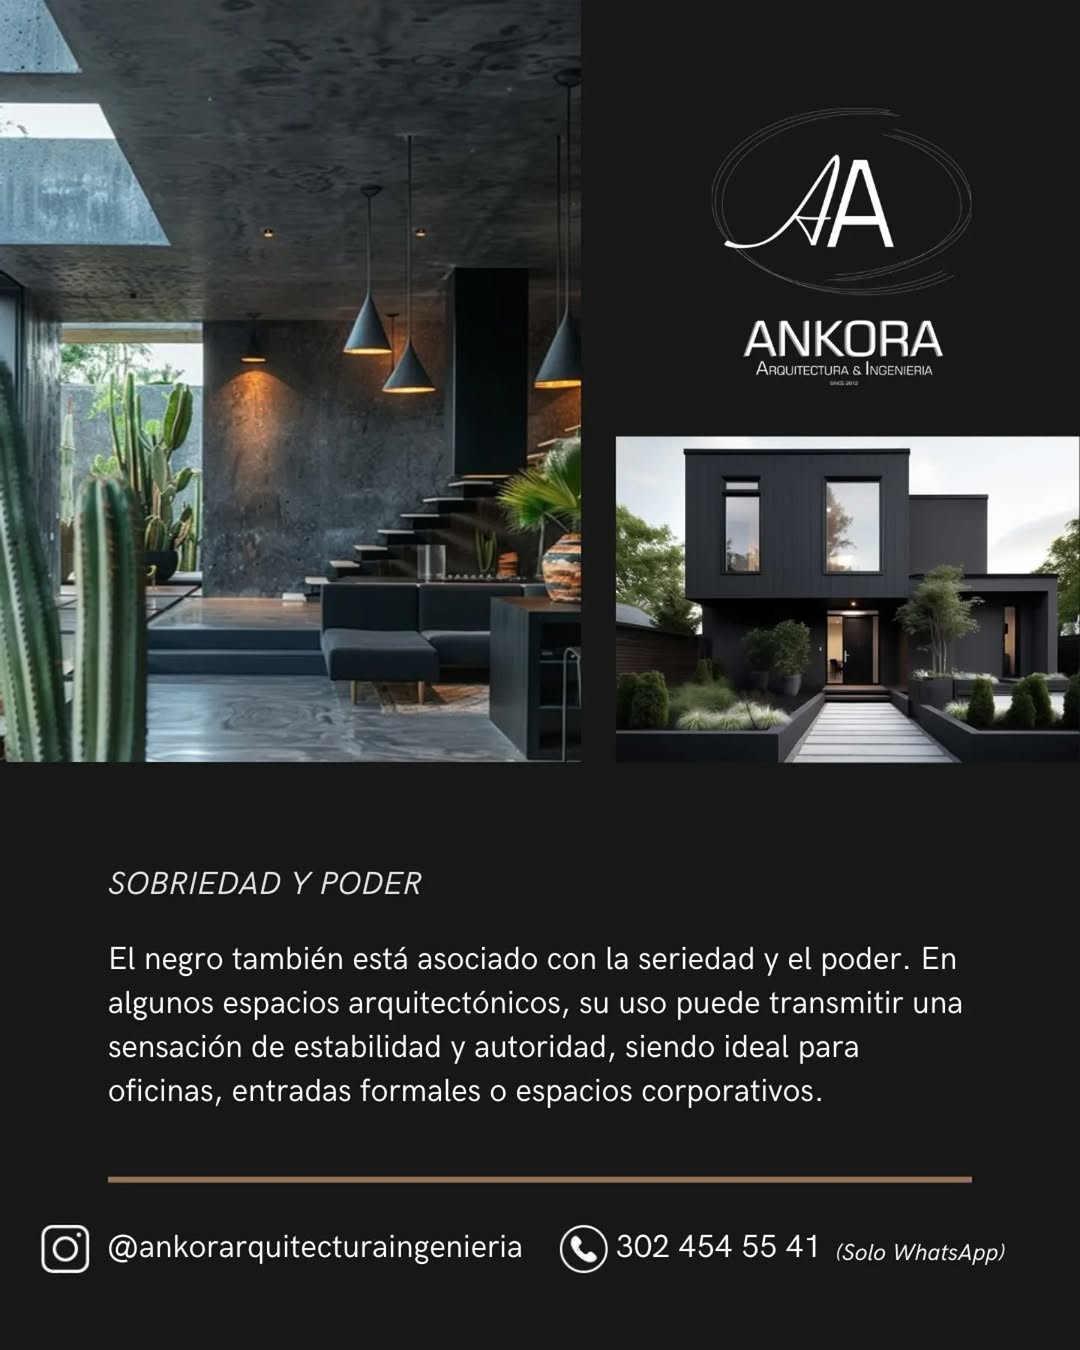 AA
ANKORA
ARQUITECTURA & INGENIERIA
SINCE 2012
SOBRIEDAD Y PODER
El negro también está asociado con la seriedad y el poder. En
algunos espacios arquitectónicos, su uso puede transmitir una
sensación de estabilidad y autoridad, siendo ideal para
oficinas, entradas formales o espacios corporativos.
@ankorarquitecturaingenieria
302 454 55 41 (Solo WhatsApp)